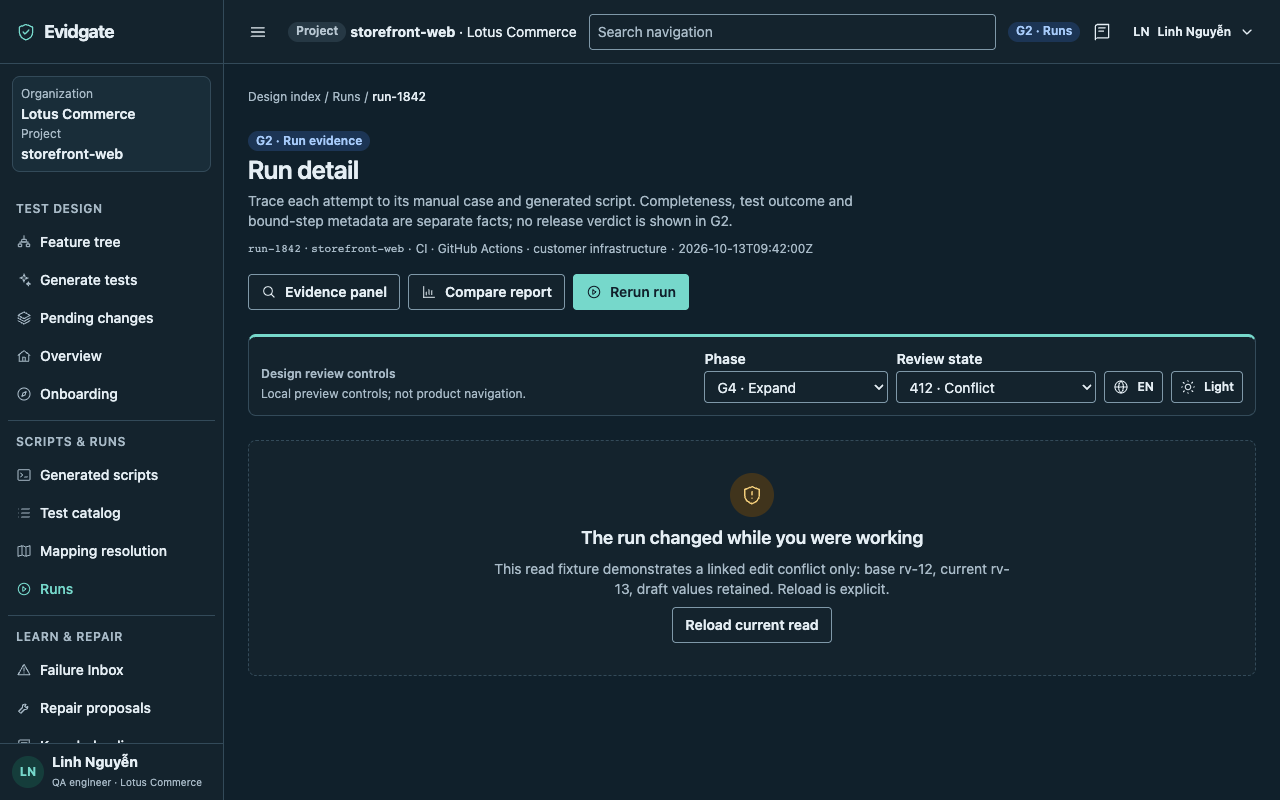 Evidgate
Project storefront-web · Lotus Commerce
Search navigation
G2 · Runs
LN Linh Nguyễn
Organization
Lotus Commerce
Project
storefront-web
TEST DESIGN
Feature tree
Generate tests
Pending changes
Overview
Onboarding
SCRIPTS & RUNS
Generated scripts
Test catalog
Mapping resolution
Runs
LEARN & REPAIR
Failure Inbox
Repair proposals
LN
Linh Nguyễn
QA engineer · Lotus Commerce
Design index / Runs / run-1842
G2 · Run evidence
Run detail
Trace each attempt to its manual case and generated script. Completeness, test outcome and
bound-step metadata are separate facts; no release verdict is shown in G2.
run-1842 · storefront-web · CI · GitHub Actions · customer infrastructure · 2026-10-13T09:42:00Z
Evidence panel
Compare report
Rerun run
Design review controls
Local preview controls; not product navigation.
Phase
G4 · Expand
Review state
412 · Conflict
EN
Light
The run changed while you were working
This read fixture demonstrates a linked edit conflict only: base rv-12, current rv-
13, draft values retained. Reload is explicit.
Reload current read